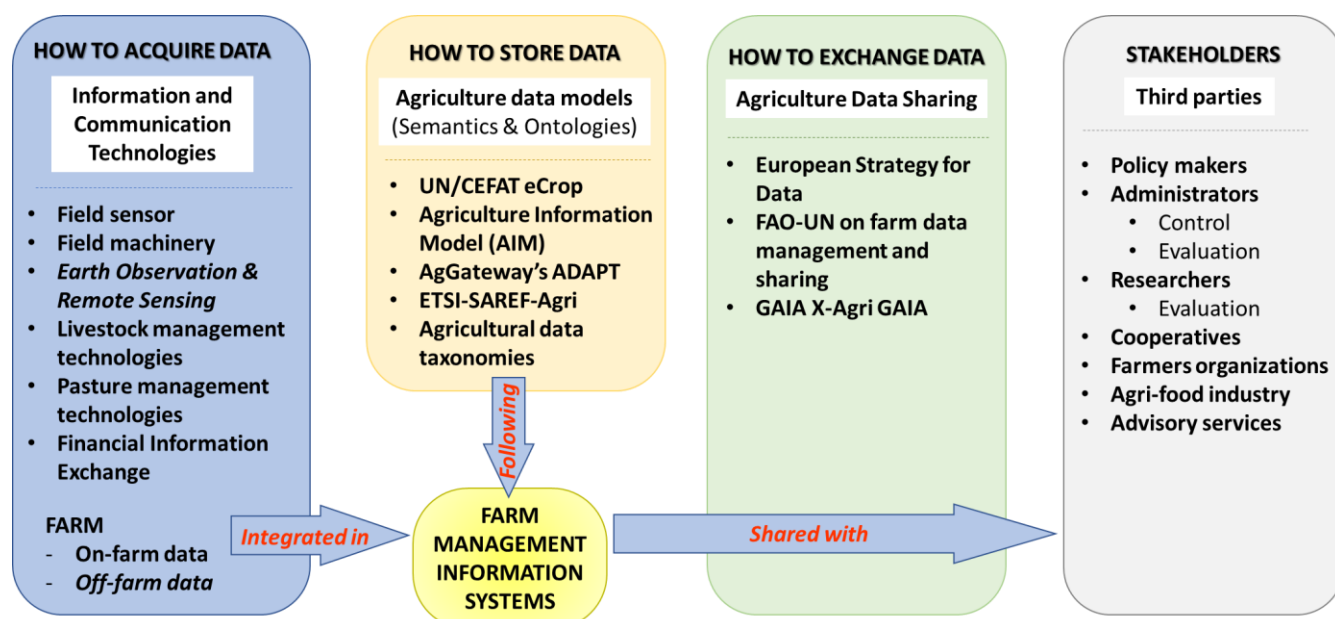 HOW TO ACQUIRE DATA
Information and
Communication
Technologies
• Field sensor
• Field machinery
• Earth Observation &
Remote Sensing
• Livestock management
technologies
• Pasture management
technologies
• Financial Information
Exchange
FARM
- On-farm data
- Off-farm data
Integrated in
HOW TO STORE DATA
Agriculture data models
(Semantics & Ontologies)
• UN/CEFAT eCrop
• Agriculture Information
Model (AIM)
• AgGateway's ADAPT
• ETSI-SAREF-Agri
• Agricultural data
taxonomies
Following
FARM
MANAGEMENT
INFORMATION
SYSTEMS
HOW TO EXCHANGE DATA
Agriculture Data Sharing
• European Strategy for
Data
• FAO-UN on farm data
management and
sharing
• GAIA X-Agri GAIA
Shared with
STAKEHOLDERS
Third parties
• Policy makers
• Administrators
• Control
• Evaluation
• Researchers
• Evaluation
• Cooperatives
• Farmers organizations
• Agri-food industry
• Advisory services